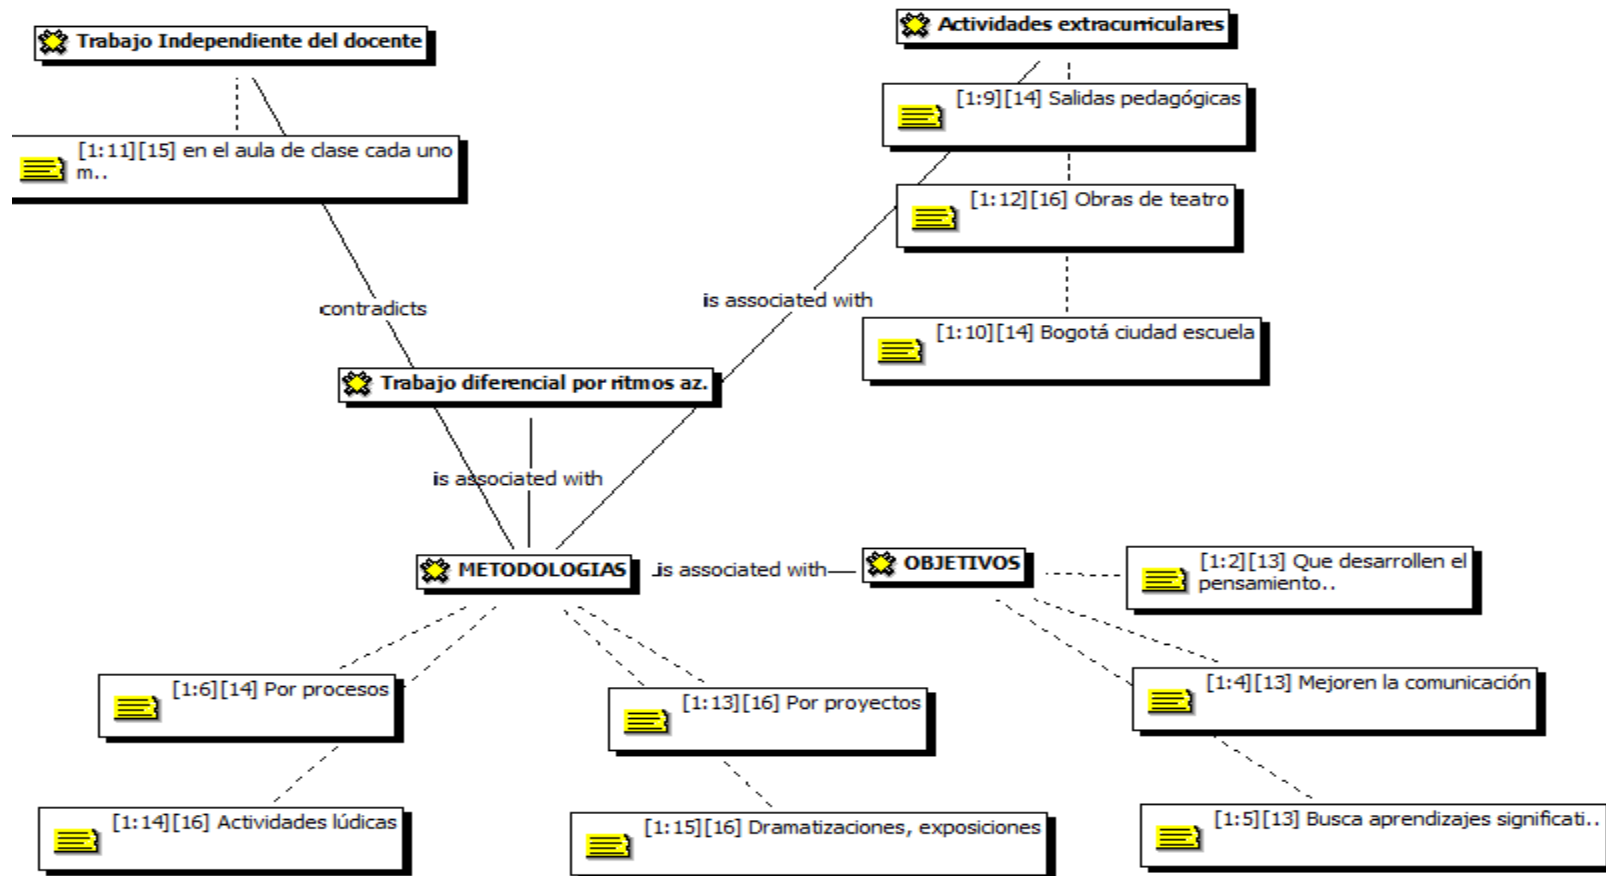 Trabajo Independiente del docente
Actividades extracurriculares
[1:9][14] Salidas pedagógicas
[1:11][15] en el aula de clase cada uno
m..
[1:12][16] Obras de teatro
contradicts
is associated with
[1:10][14] Bogotá ciudad escuela
Trabajo diferencial por ritmos az.
is associated with
METODOLOGIAS
is associated with
OBJETIVOS
[1:2][13] Que desarrollen el
pensamiento..
[1:6][14] Por procesos
[1:13][16] Por proyectos
[1:4][13] Mejoren la comunicación
[1:14][16] Actividades lúdicas
[1:15][16] Dramatizaciones, exposiciones
[1:5][13] Busca aprendizajes significati..